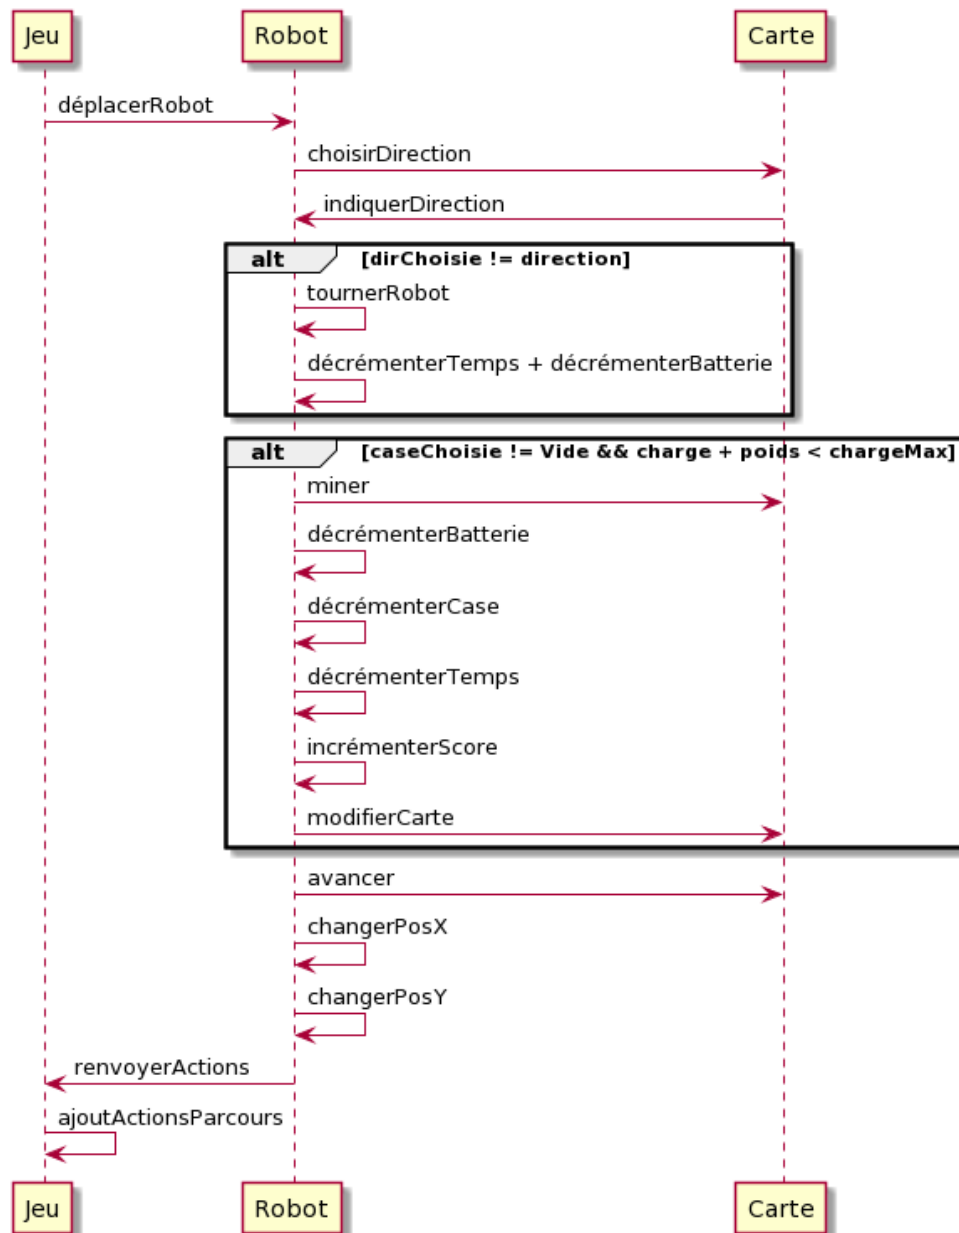 Jeu Robot Carte
déplacerRobot
choisirDirection
indiquerDirection
alt [dirChoisie != direction]
tournerRobot
décrémenterTemps + décrémenterBatterie
alt [caseChoisie != Vide && charge + poids < chargeMax]
miner
décrémenterBatterie
décrémenterCase
décrémenterTemps
incrémenterScore
modifierCarte
avancer
changerPosX
changerPosY
renvoyerActions
ajoutActionsParcours
Jeu Robot Carte